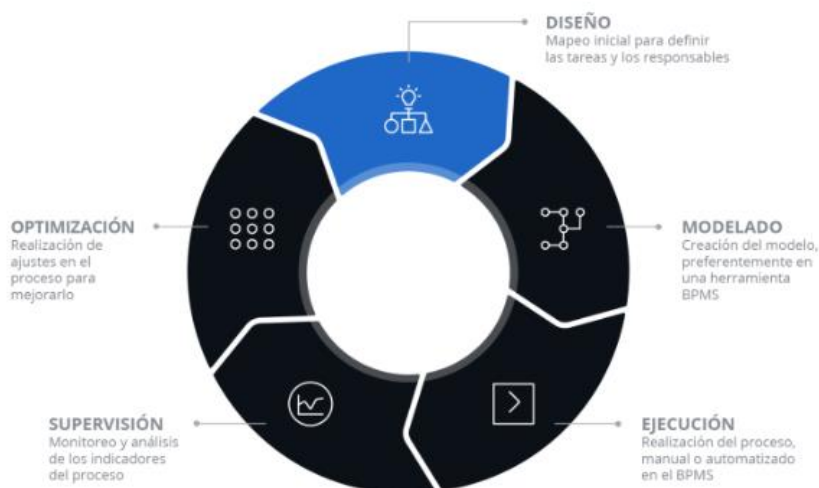 DISEÑO
Mapeo inicial para definir
las tareas y los responsables
OPTIMIZACIÓN
Realización de
ajustes en el
proceso para
mejorarlo
MODELADO
Creación del modelo,
preferentemente en
una herramienta
BPMS
SUPERVISIÓN
Monitoreo y análisis
de los indicadores
del proceso
EJECUCIÓN
Realización del proceso,
manual o automatizado
en el BPMS